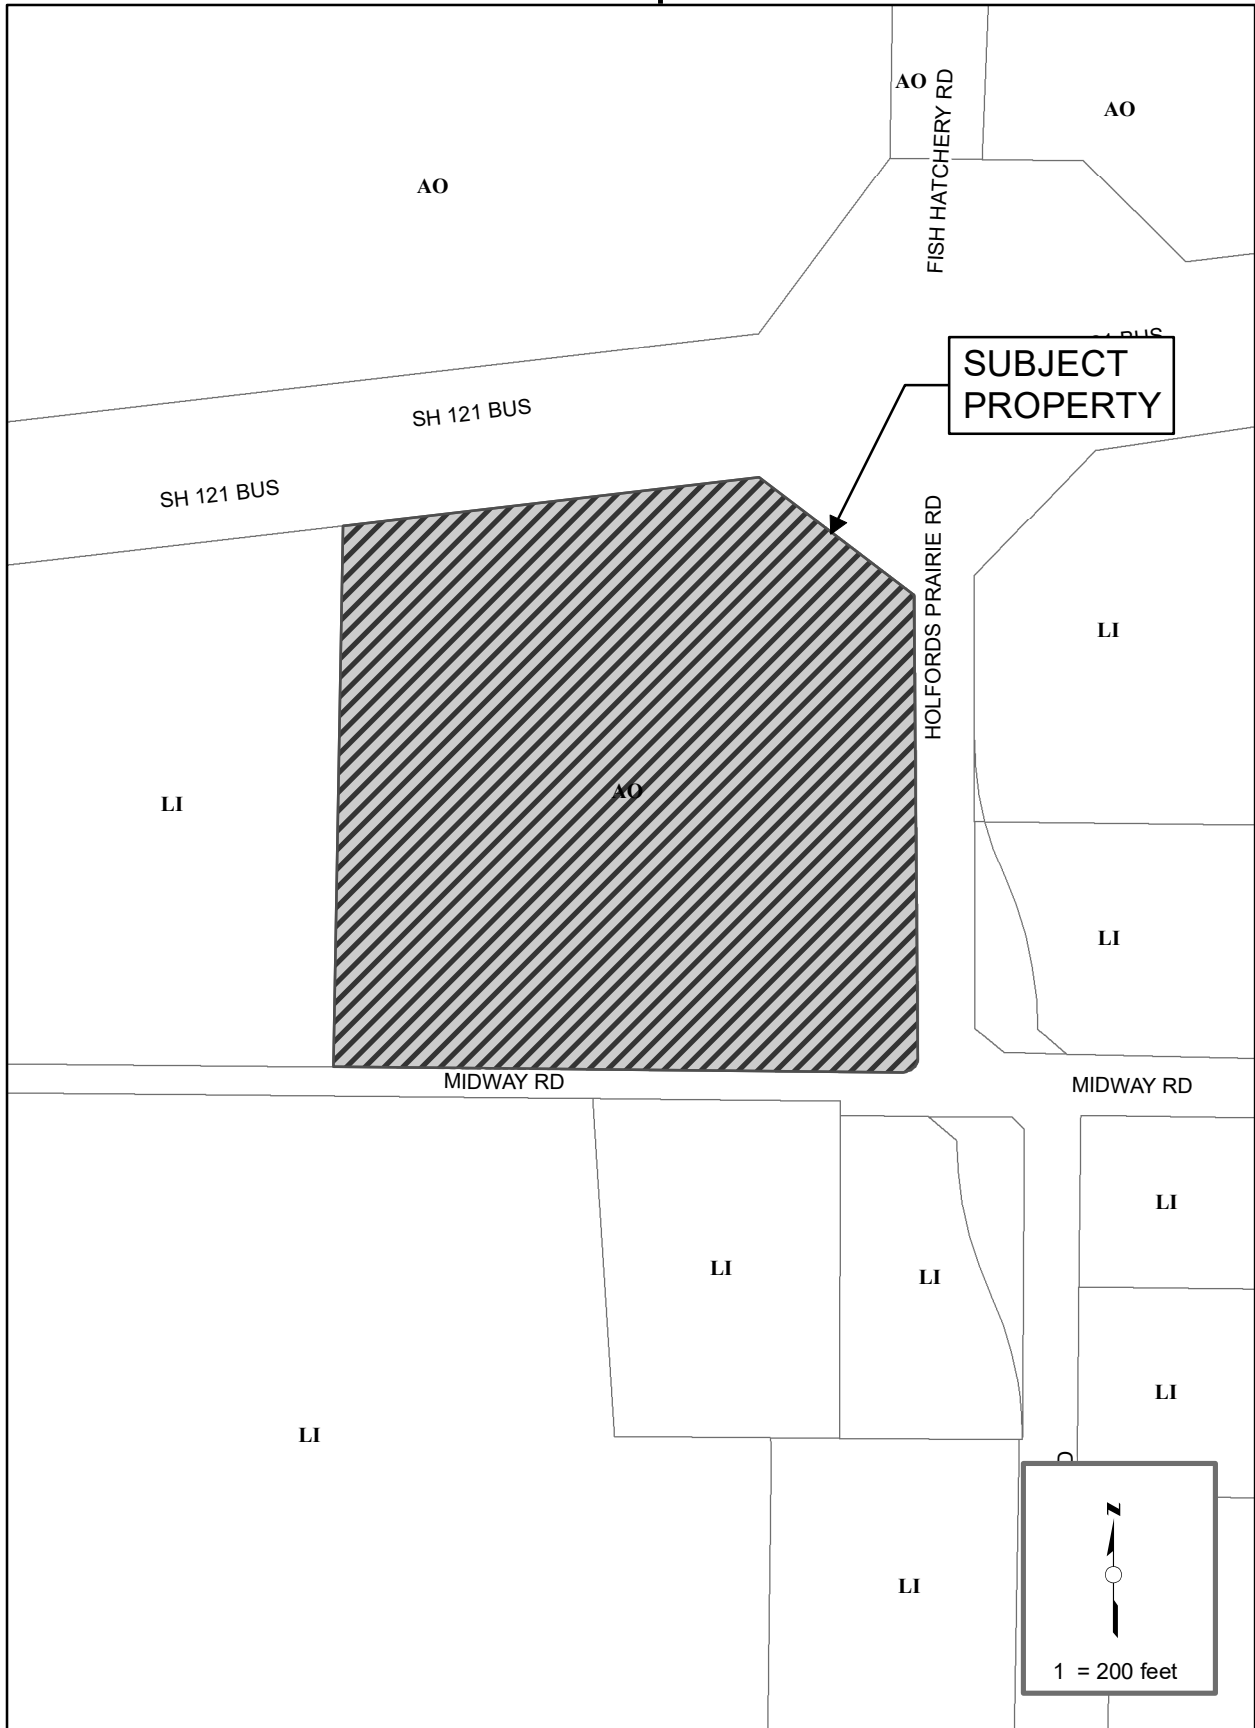 AO
FISH HATCHERY RD
AO
AO
BUS
SUBJECT
PROPERTY
SH 121 BUS
SH 121 BUS
HOLFORDS PRAIRIE RD
LI
AO
LI
LI
MIDWAY RD
MIDWAY RD
LI
LI
LI
LI
LI
D
LI
N
1 = 200 feet